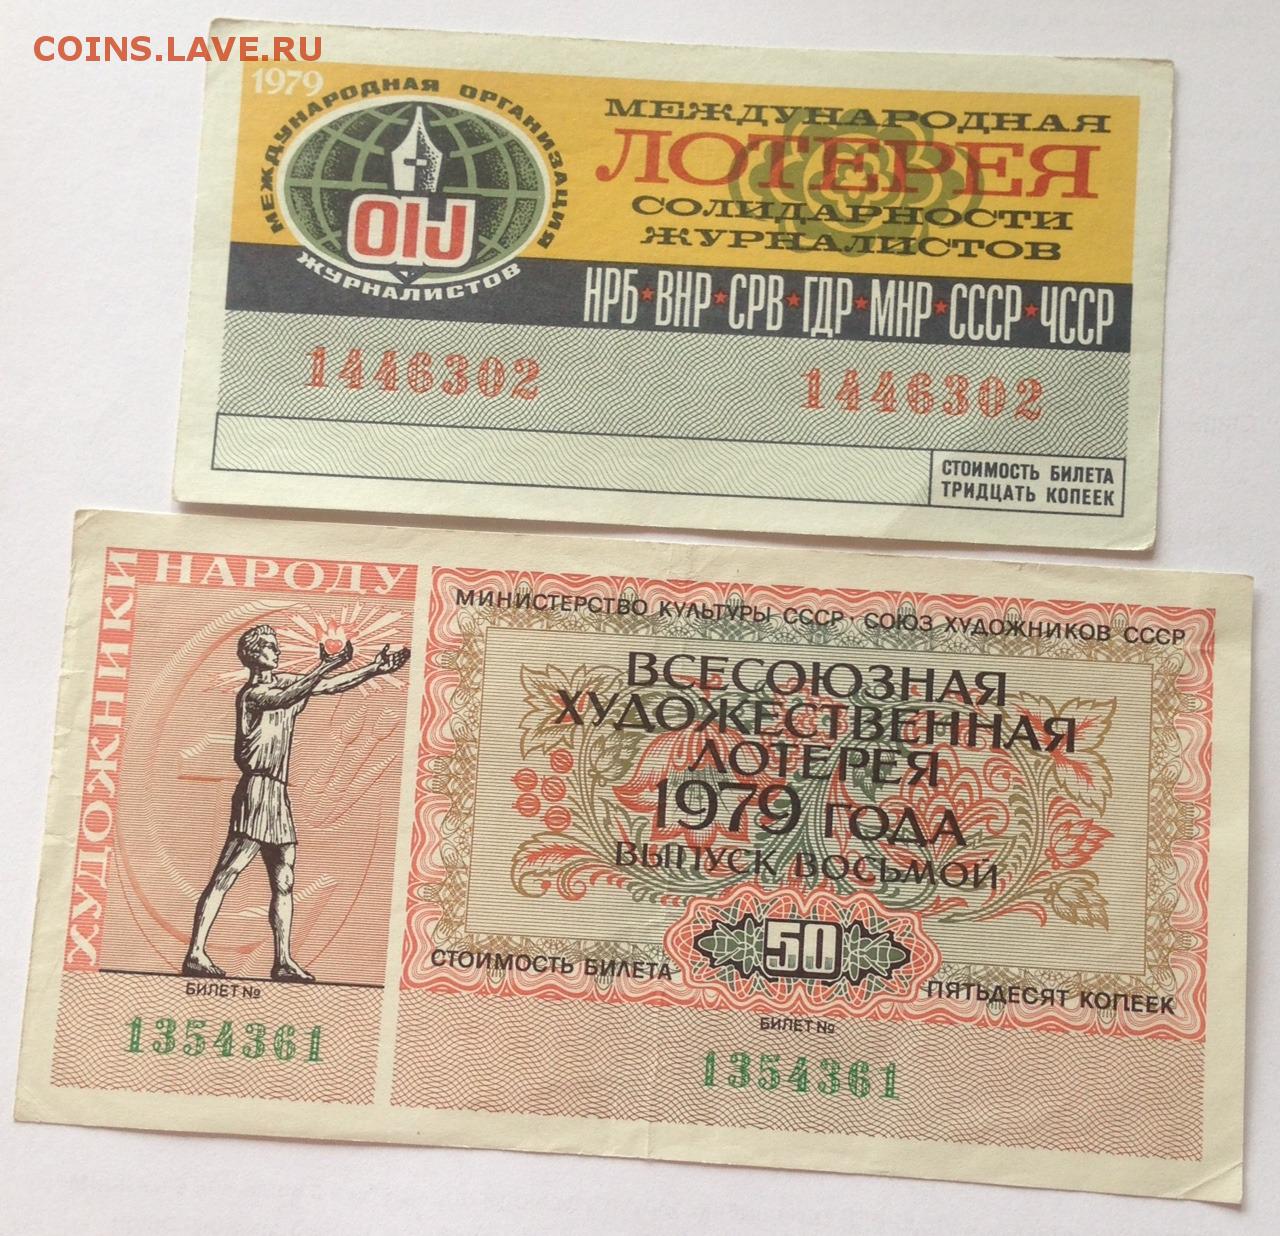 COINS.LAVE.RU
1979
МЕЖДУНАРОДНАЯ ОРГАНИЗАЦИЯ
ЖУРНАЛИСТОВ
OIJ
МЕЖДУНАРОДНАЯ
ЛОТЕРЕЯ
СОЛИДАРНОСТИ
ЖУРНАЛИСТОВ
НРБ★ВНР★СРВ★ГДР★МНР★СССР★ЧССР
1446302 1446302
СТОИМОСТЬ БИЛЕТА
ТРИДЦАТЬ КОПЕЕК
ХУДОЖНИКИ
НАРОДУ
БИЛЕТ №
1354361
МИНИСТЕРСТВО КУЛЬТУРЫ СССР · СОЮЗ ХУДОЖНИКОВ СССР
ВСЕСОЮЗНАЯ
ХУДОЖЕСТВЕННАЯ
ЛОТЕРЕЯ
1979 ГОДА
ВЫПУСК ВОСЬМОЙ
50
СТОИМОСТЬ БИЛЕТА ПЯТЬДЕСЯТ КОПЕЕК
БИЛЕТ №
1354361